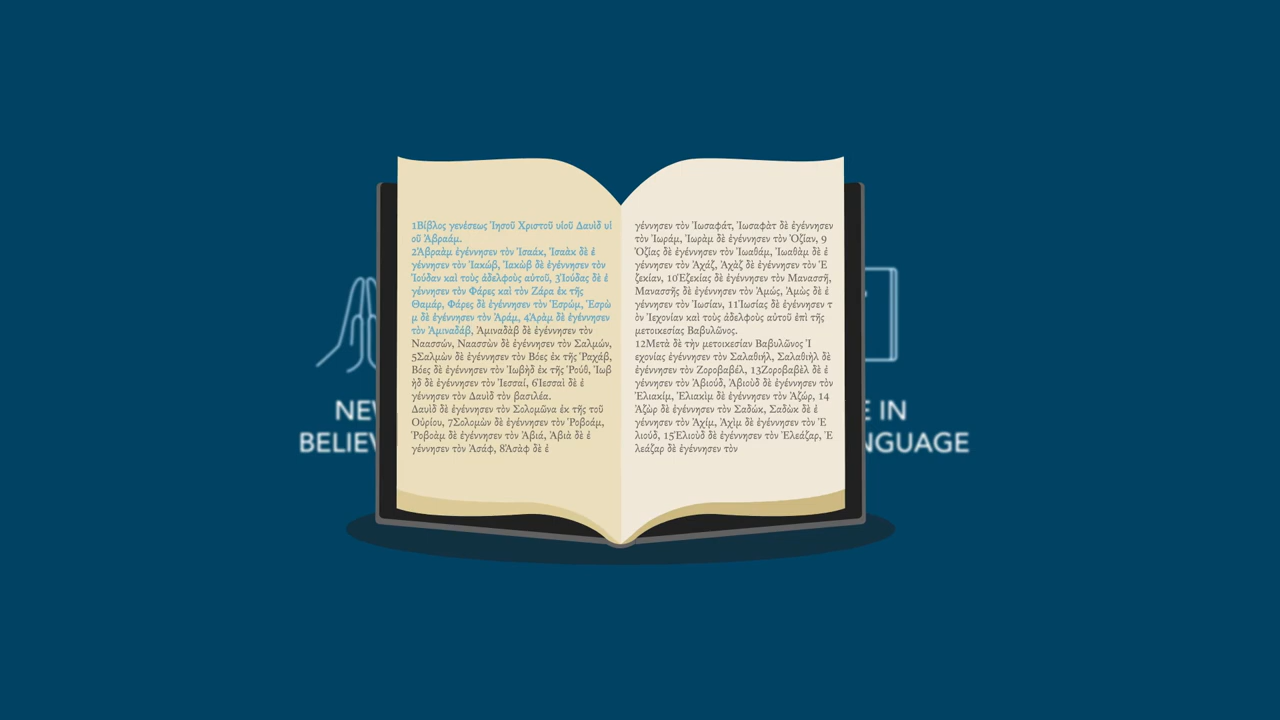 1Βίβλος γενέσεως Ἰησοῦ Χριστοῦ υἱοῦ Δαυὶδ υἱ
οῦ Ἀβραάμ.
2Ἀβραὰμ ἐγέννησεν τὸν Ἰσαάκ, Ἰσαὰκ δὲ ἐ
γέννησεν τὸν Ἰακώβ, Ἰακὼβ δὲ ἐγέννησεν τὸν
Ἰούδαν καὶ τοὺς ἀδελφοὺς αὐτοῦ, 3Ἰούδας δὲ ἐ
γέννησεν τὸν Φάρες καὶ τὸν Ζάρα ἐκ τῆς
Θαμάρ, Φάρες δὲ ἐγέννησεν τὸν Ἑσρώμ, Ἑσρὼ
μ δὲ ἐγέννησεν τὸν Ἀράμ, 4Ἀρὰμ δὲ ἐγέννησεν
τὸν Ἀμιναδάβ, Ἀμιναδὰβ δὲ ἐγέννησεν τὸν
Ναασσών, Ναασσὼν δὲ ἐγέννησεν τὸν Σαλμών,
5Σαλμὼν δὲ ἐγέννησεν τὸν Βόες ἐκ τῆς Ῥαχάβ,
Βόες δὲ ἐγέννησεν τὸν Ἰωβὴδ ἐκ τῆς Ῥούθ, Ἰωβ
ὴδ δὲ ἐγέννησεν τὸν Ἰεσσαί, 6Ἰεσσαὶ δὲ ἐ
γέννησεν τὸν Δαυὶδ τὸν βασιλέα.
Δαυὶδ δὲ ἐγέννησεν τὸν Σολομῶνα ἐκ τῆς τοῦ
Οὐρίου, 7Σολομὼν δὲ ἐγέννησεν τὸν Ῥοβοάμ,
Ῥοβοὰμ δὲ ἐγέννησεν τὸν Ἀβιά, Ἀβιὰ δὲ ἐ
γέννησεν τὸν Ἀσάφ, 8Ἀσὰφ δὲ ἐ
γέννησεν τὸν Ἰωσαφάτ, Ἰωσαφὰτ δὲ ἐγέννησεν
τὸν Ἰωράμ, Ἰωρὰμ δὲ ἐγέννησεν τὸν Ὀζίαν, 9
Ὀζίας δὲ ἐγέννησεν τὸν Ἰωαθάμ, Ἰωαθὰμ δὲ ἐ
γέννησεν τὸν Ἀχάζ, Ἀχὰζ δὲ ἐγέννησεν τὸν Ἑ
ζεκίαν, 10Ἑζεκίας δὲ ἐγέννησεν τὸν Μανασσῆ,
Μανασσῆς δὲ ἐγέννησεν τὸν Ἀμώς, Ἀμὼς δὲ ἐ
γέννησεν τὸν Ἰωσίαν, 11Ἰωσίας δὲ ἐγέννησεν τ
ὸν Ἰεχονίαν καὶ τοὺς ἀδελφοὺς αὐτοῦ ἐπὶ τῆς
μετοικεσίας Βαβυλῶνος.
12Μετὰ δὲ τὴν μετοικεσίαν Βαβυλῶνος Ἰ
εχονίας ἐγέννησεν τὸν Σαλαθιήλ, Σαλαθιὴλ δὲ
ἐγέννησεν τὸν Ζοροβαβέλ, 13Ζοροβαβὲλ δὲ ἐ
γέννησεν τὸν Ἀβιούδ, Ἀβιοὺδ δὲ ἐγέννησεν τὸν
Ἐλιακίμ, Ἐλιακὶμ δὲ ἐγέννησεν τὸν Ἀζώρ, 14
Ἀζὼρ δὲ ἐγέννησεν τὸν Σαδώκ, Σαδὼκ δὲ ἐ
γέννησεν τὸν Ἀχίμ, Ἀχὶμ δὲ ἐγέννησεν τὸν Ἐ
λιούδ, 15Ἐλιοὺδ δὲ ἐγέννησεν τὸν Ἐλεάζαρ, Ἐ
λεάζαρ δὲ ἐγέννησεν τὸν
NEW
BELIEV
E IN
NGUAGE